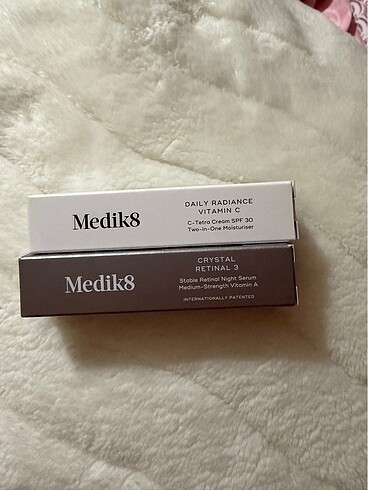 Medik8
DAILY RADIANCE
VITAMIN C
C-Tetra Cream SPF 30
Two-in-One Moisturiser
Medik8
CRYSTAL
RETINAL 3
Stable Retinal Night Serum
Medium-Strength Vitamin A
INTERNATIONALLY PATENTED